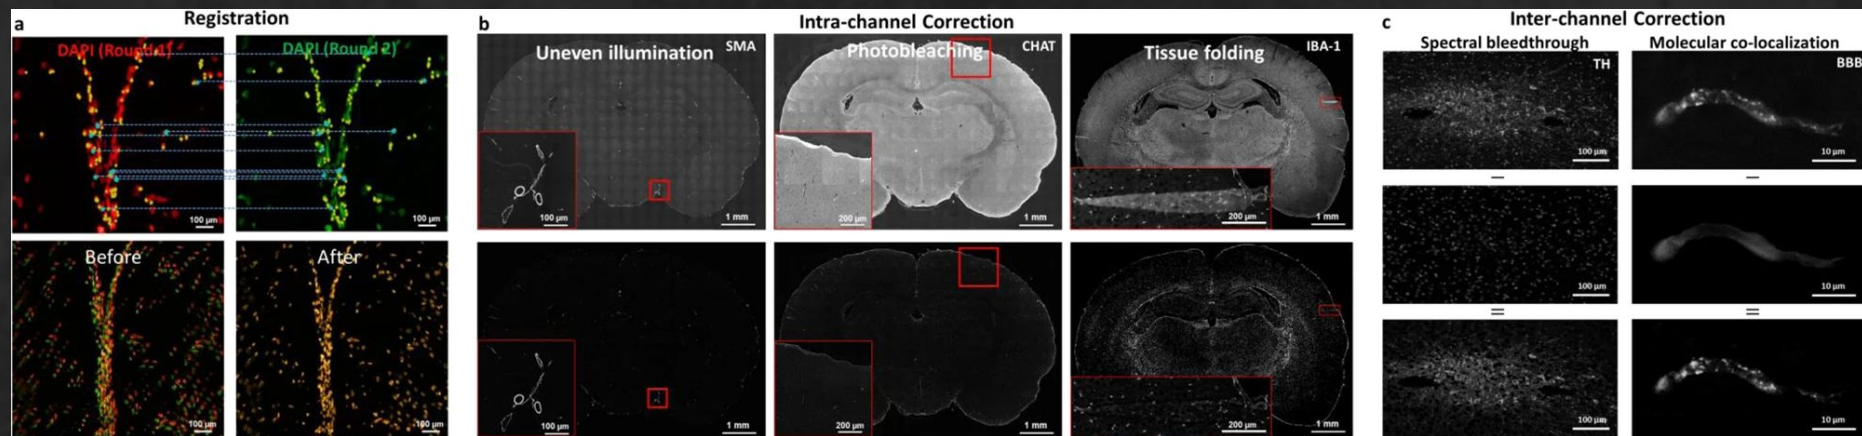 a
Registration
DAPI (Round 1)
DAPI (Round 2)
100 μm
100 μm
Before
After
100 μm
100 μm
b
Intra-channel Correction
Uneven illumination
SMA
Photobleaching
CHAT
Tissue folding
IBA-1
100 μm
1 mm
200 μm
1 mm
200 μm
1 mm
100 μm
1 mm
200 μm
1 mm
200 μm
1 mm
c
Inter-channel Correction
Spectral bleedthrough
Molecular co-localization
TH
BBB
100 μm
10 μm
–
–
100 μm
10 μm
=
=
100 μm
10 μm